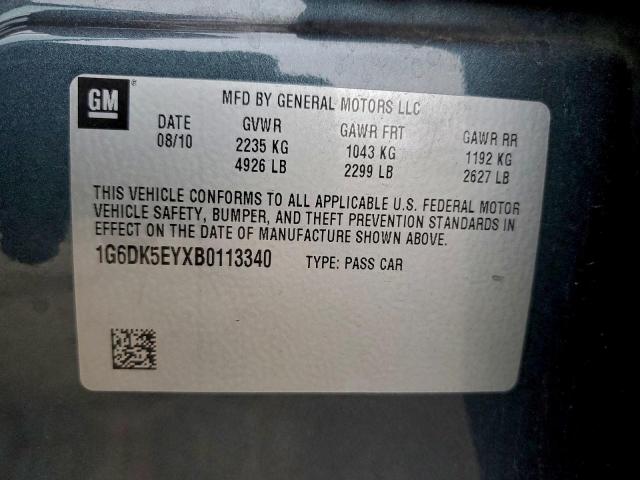 GM®
MFD BY GENERAL MOTORS LLC
DATE GVWR GAWR FRT GAWR RR
08/10 2235 KG 1043 KG 1192 KG
4926 LB 2299 LB 2627 LB
THIS VEHICLE CONFORMS TO ALL APPLICABLE U.S. FEDERAL MOTOR
VEHICLE SAFETY, BUMPER, AND THEFT PREVENTION STANDARDS IN
EFFECT ON THE DATE OF MANUFACTURE SHOWN ABOVE.
1G6DK5EYXB0113340 TYPE: PASS CAR